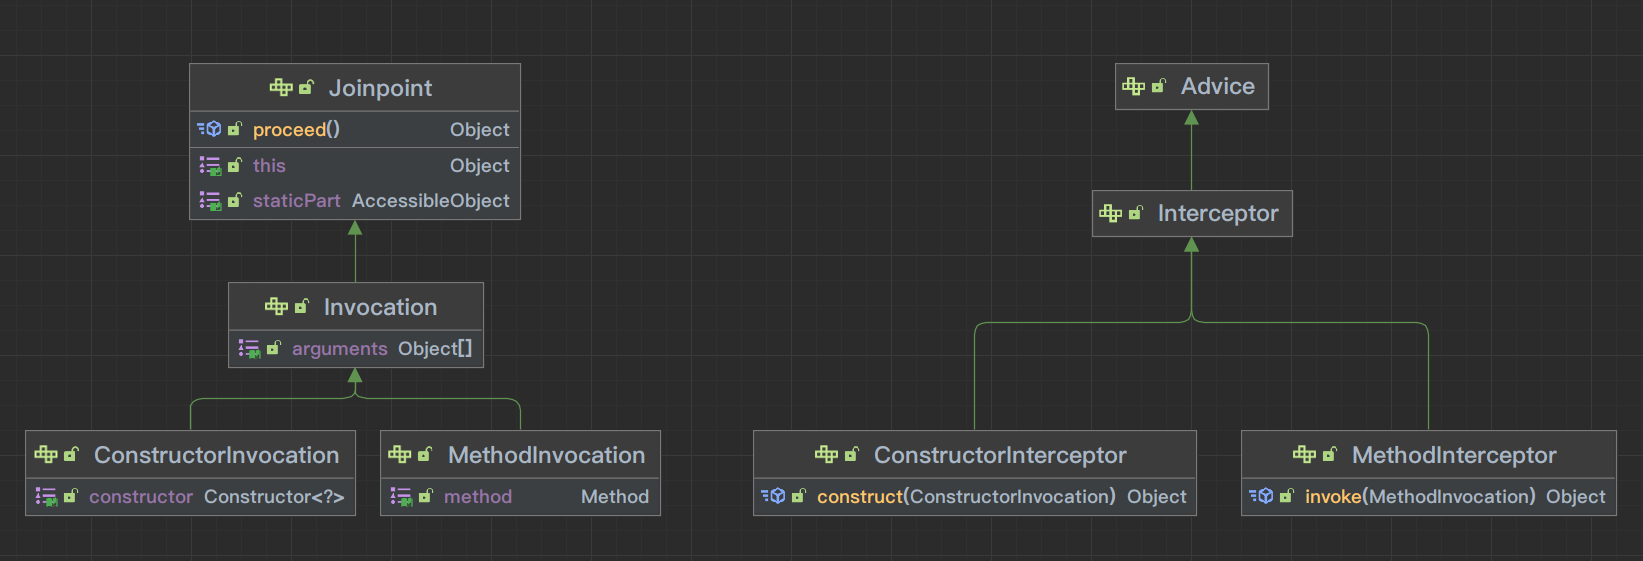 Joinpoint
proceed() Object
this Object
staticPart AccessibleObject
Invocation
arguments Object[]
ConstructorInvocation
constructor Constructor<?>
MethodInvocation
method Method
Advice
Interceptor
ConstructorInterceptor
construct(ConstructorInvocation) Object
MethodInterceptor
invoke(MethodInvocation) Object